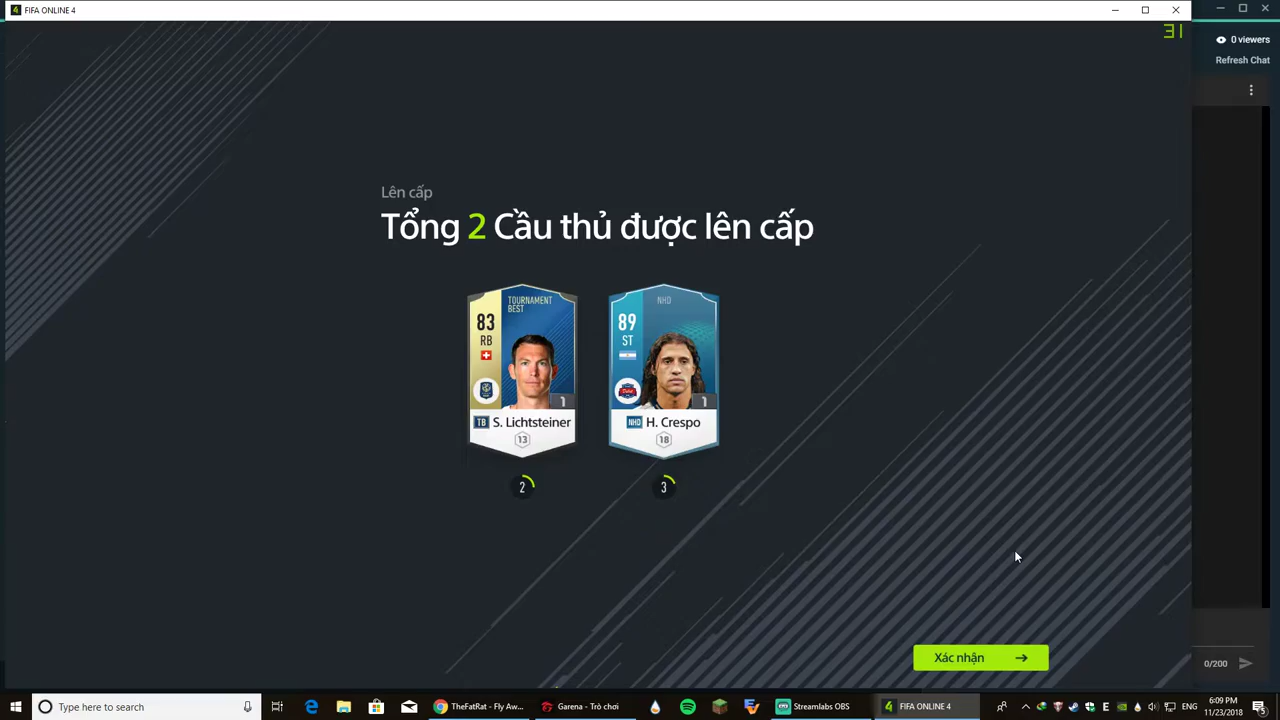 FIFA ONLINE 4
31
0 viewers
Refresh Chat
Lên cấp
Tổng 2 Cầu thủ được lên cấp
TOURNAMENT
BEST
83
RB
1
TB S. Lichtsteiner
13
2
NHD
89
ST
1
NHD H. Crespo
18
3
Xác nhận
0/200
Type here to search
TheFatRat - Fly Aw...
Garena - Trò chơi
Streamlabs OBS
FIFA ONLINE 4
ENG
6:09 PM
11/23/2018